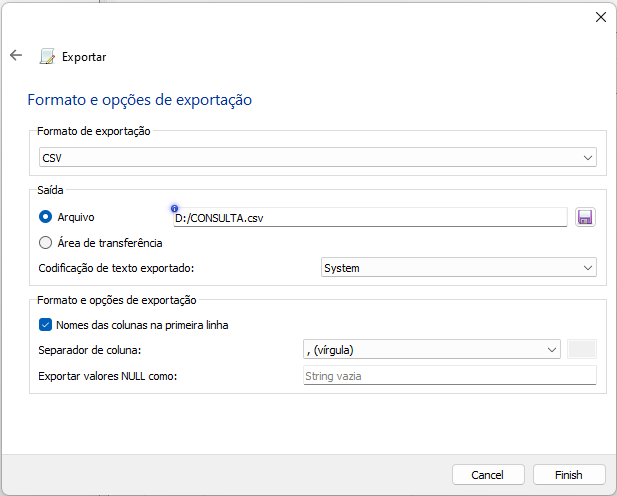 Exportar
Formato e opções de exportação
Formato de exportação
CSV
Saída
Arquivo D:/CONSULTA.csv
Área de transferência
Codificação de texto exportado: System
Formato e opções de exportação
Nomes das colunas na primeira linha
Separador de coluna: , (vírgula)
Exportar valores NULL como: String vazia
Cancel Finish